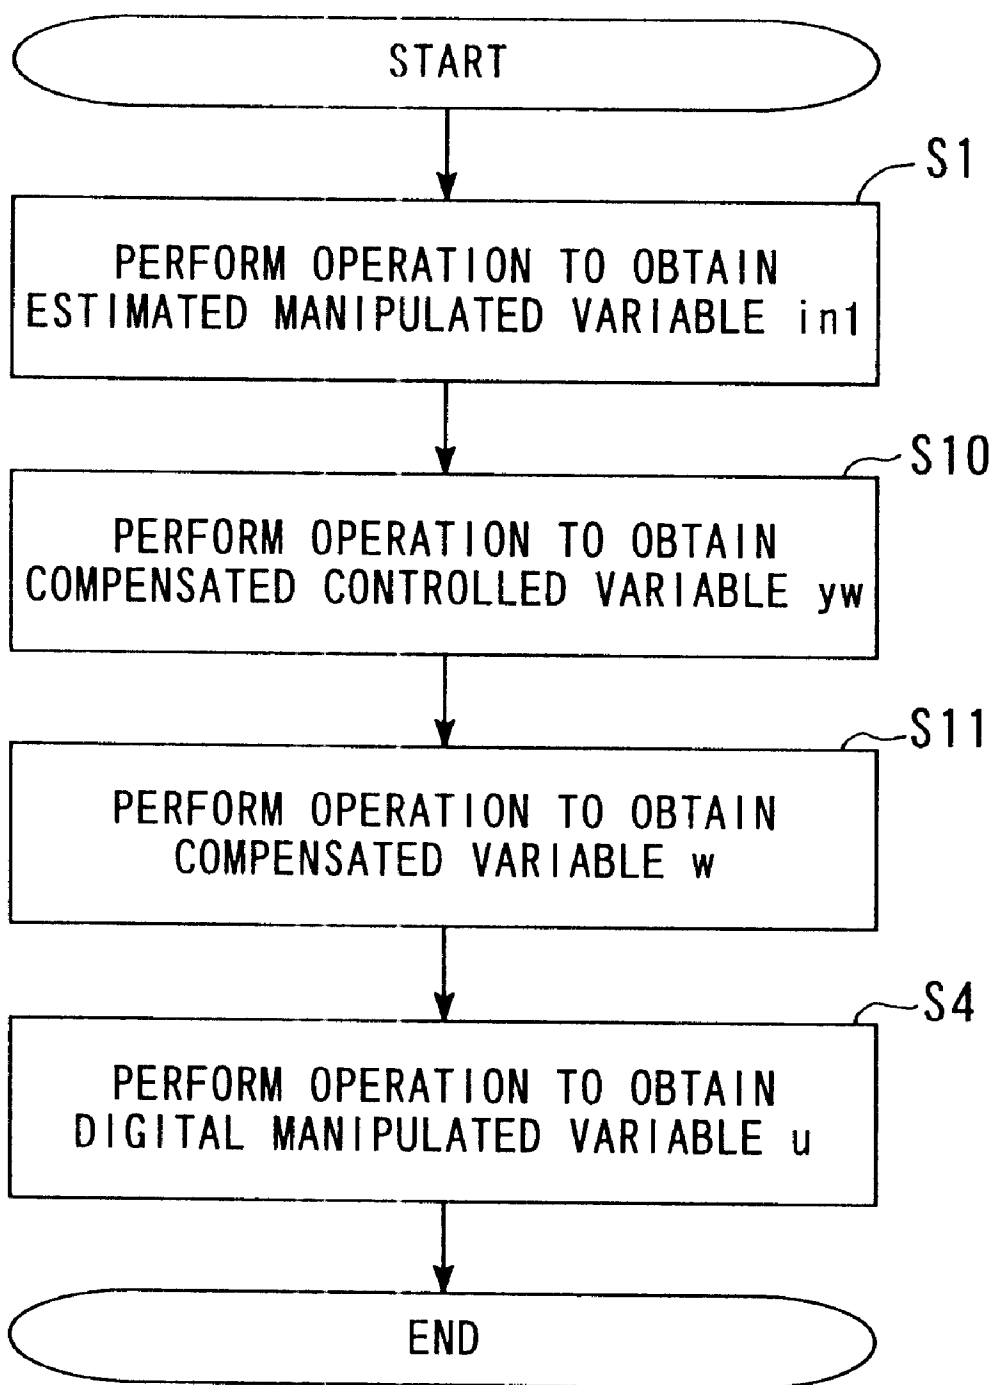 START
S1
PERFORM OPERATION TO OBTAIN
ESTIMATED MANIPULATED VARIABLE in1
S10
PERFORM OPERATION TO OBTAIN
COMPENSATED CONTROLLED VARIABLE yw
S11
PERFORM OPERATION TO OBTAIN
COMPENSATED VARIABLE w
S4
PERFORM OPERATION TO OBTAIN
DIGITAL MANIPULATED VARIABLE u
END